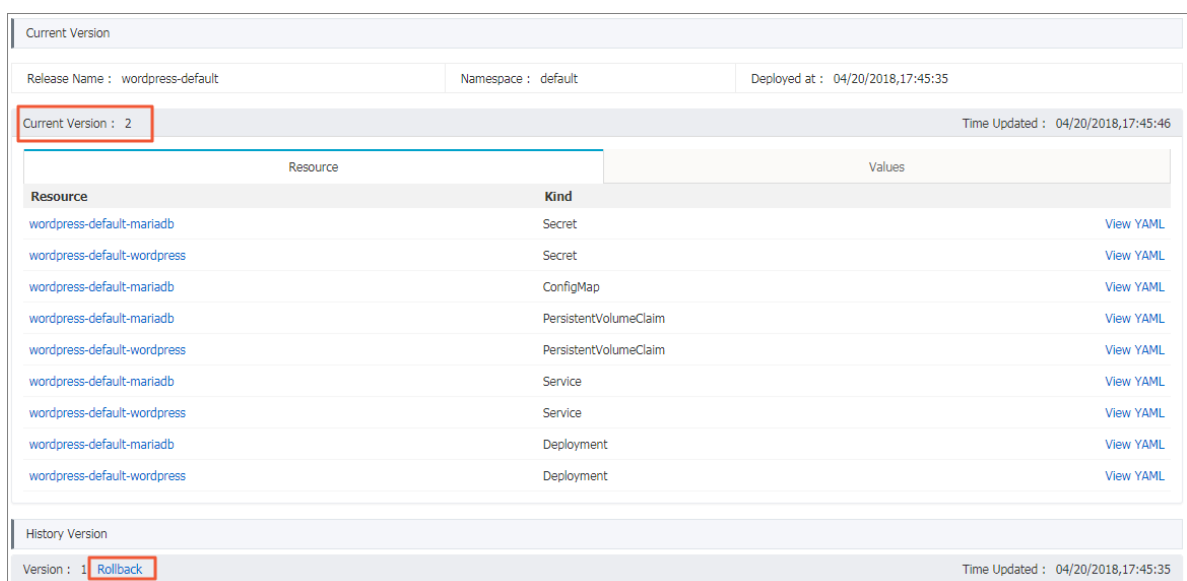 Current Version
Release Name : wordpress-default Namespace : default Deployed at : 04/20/2018,17:45:35
Current Version : 2 Time Updated : 04/20/2018,17:45:46
Resource Values
Resource Kind
wordpress-default-mariadb Secret View YAML
wordpress-default-wordpress Secret View YAML
wordpress-default-mariadb ConfigMap View YAML
wordpress-default-mariadb PersistentVolumeClaim View YAML
wordpress-default-wordpress PersistentVolumeClaim View YAML
wordpress-default-mariadb Service View YAML
wordpress-default-wordpress Service View YAML
wordpress-default-mariadb Deployment View YAML
wordpress-default-wordpress Deployment View YAML
History Version
Version : 1 Rollback Time Updated : 04/20/2018,17:45:35